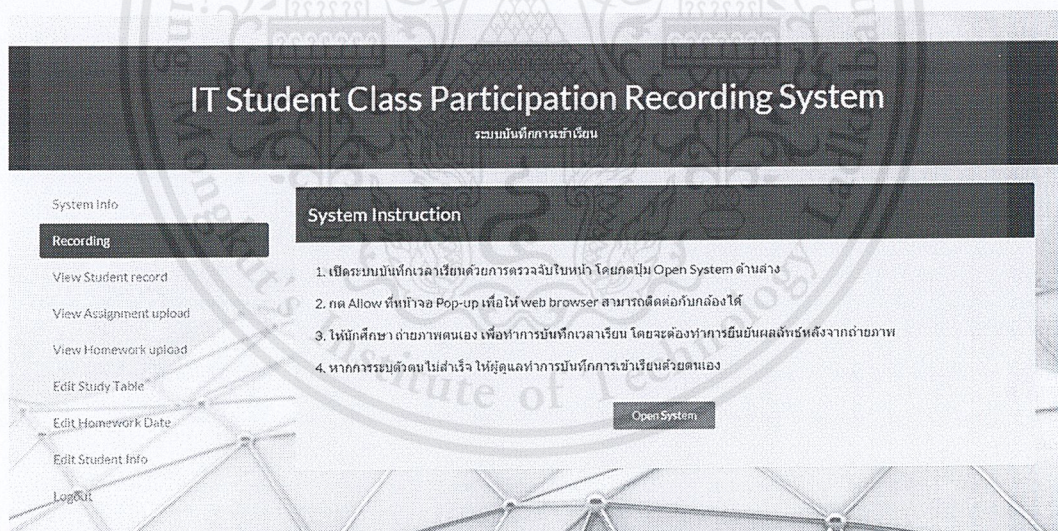 IT Student Class Participation Recording System
ระบบบันทึกการเข้าเรียน
System Info
Recording
View Student record
View Assignment upload
View Homework upload
Edit Study Table
Edit Homework Date
Edit Student Info
Logout
System Instruction
1. เปิดระบบบันทึกเวลาเรียนด้วยการตรวจจับใบหน้า โดยกดปุ่ม Open System ด้านล่าง
2. กด Allow ที่หน้าจอ Pop-up เพื่อให้ web browser สามารถติดต่อกับกล้องได้
3. ให้นักศึกษา ถ่ายภาพตนเอง เพื่อทำการบันทึกเวลาเรียน โดยจะต้องทำการยืนยันผลลัพธ์หลังจากถ่ายภาพ
4. หากการระบุตัวตนไม่สำเร็จ ให้ผู้ดูแลทำการบันทึกการเข้าเรียนด้วยตนเอง
Open System
Institute of Technology